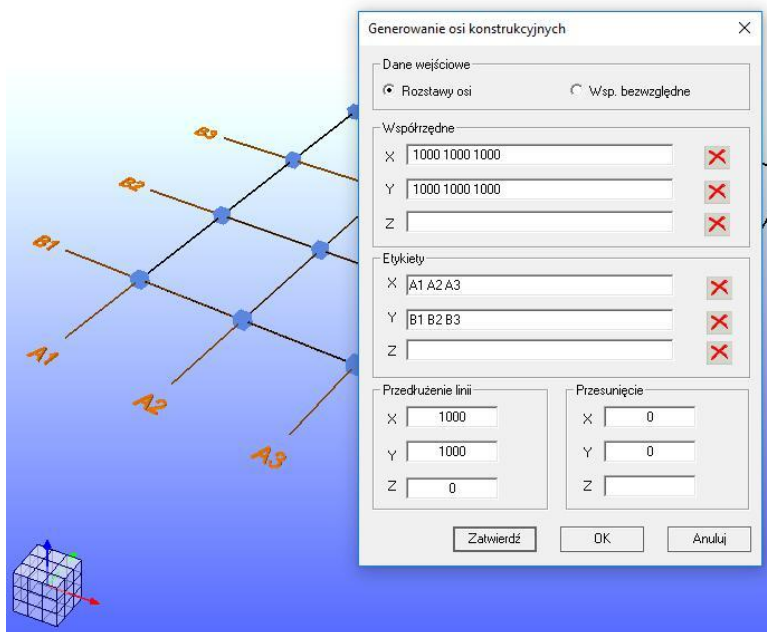 Generowanie osi konstrukcyjnych
Dane wejściowe
Rozstawy osi
Wsp. bezwzględne
Współrzędne
X 1000 1000 1000
Y 1000 1000 1000
Z
Etykiety
X A1 A2 A3
Y B1 B2 B3
Z
Przedłużenie linii
X 1000
Y 1000
Z 0
Przesunięcie
X 0
Y 0
Z
Zatwierdź
OK
Anuluj
B3
B2
B1
A1
A2
A3